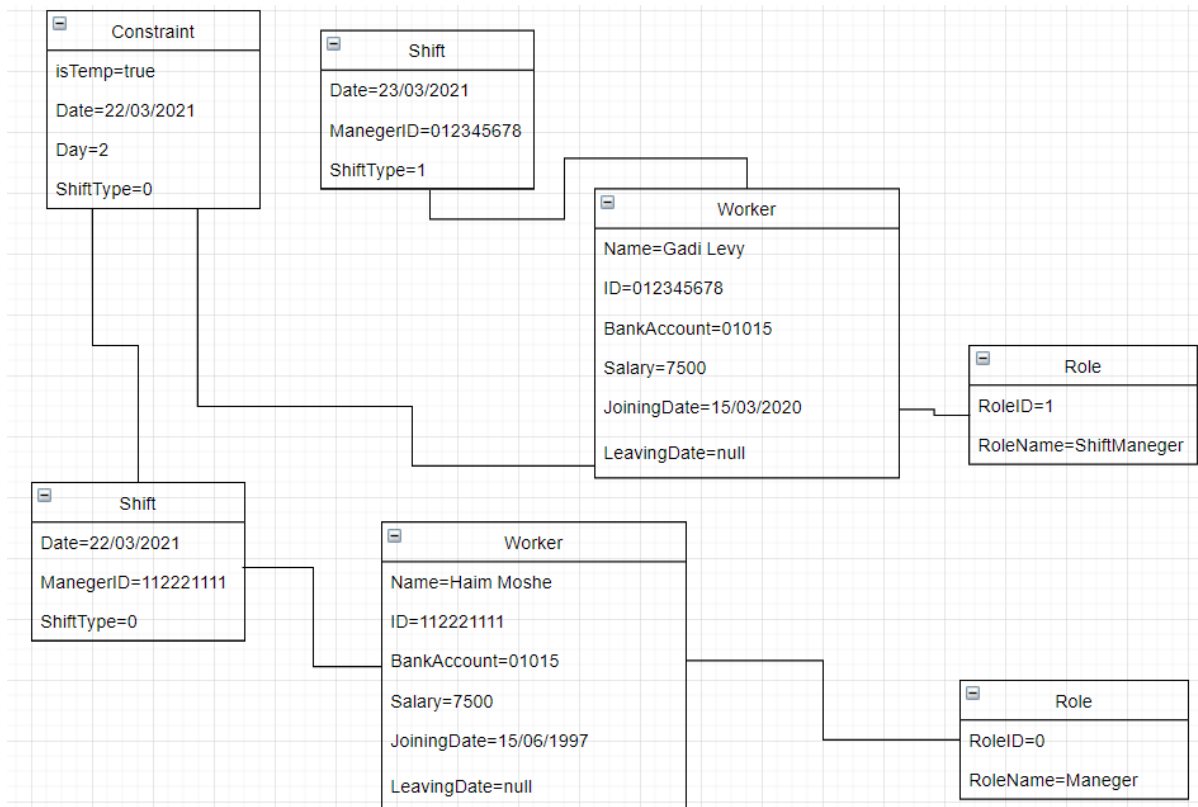 Constraint
isTemp=true
Date=22/03/2021
Day=2
ShiftType=0
Shift
Date=23/03/2021
ManegerID=012345678
ShiftType=1
Worker
Name=Gadi Levy
ID=012345678
BankAccount=01015
Salary=7500
JoiningDate=15/03/2020
LeavingDate=null
Role
RoleID=1
RoleName=ShiftManeger
Shift
Date=22/03/2021
ManegerID=112221111
ShiftType=0
Worker
Name=Haim Moshe
ID=112221111
BankAccount=01015
Salary=7500
JoiningDate=15/06/1997
LeavingDate=null
Role
RoleID=0
RoleName=Maneger